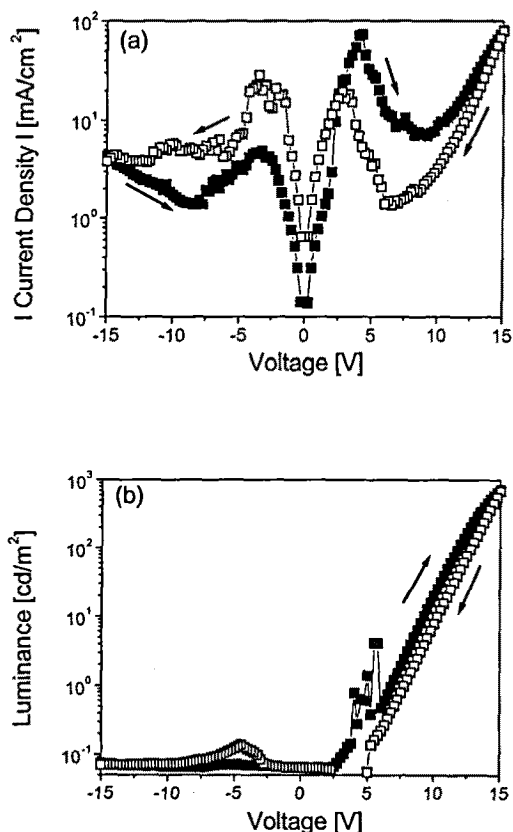 (a)
I Current Density I [mA/cm²]
10²
10¹
10⁰
10⁻¹
-15 -10 -5 0 5 10 15
Voltage [V]
(b)
Luminance [cd/m²]
10³
10²
10¹
10⁰
10⁻¹
-15 -10 -5 0 5 10 15
Voltage [V]